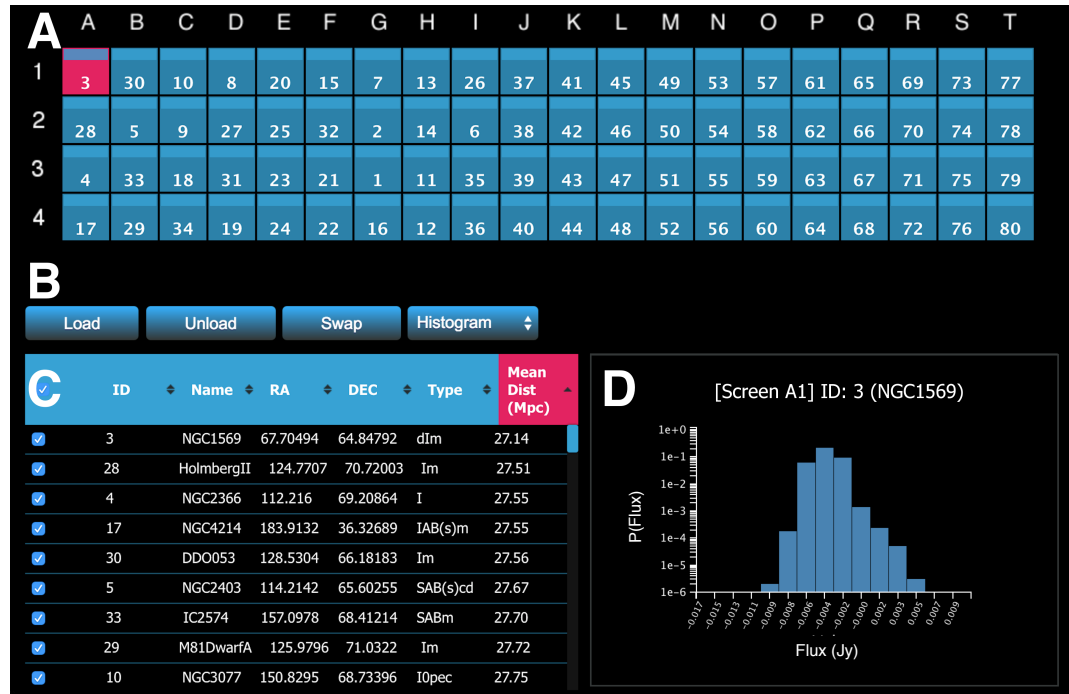 A
A B C D E F G H I J K L M N O P Q R S T
1 3 30 10 8 20 15 7 13 26 37 41 45 49 53 57 61 65 69 73 77
2 28 5 9 27 25 32 2 14 6 38 42 46 50 54 58 62 66 70 74 78
3 4 33 18 31 23 21 1 11 35 39 43 47 51 55 59 63 67 71 75 79
4 17 29 34 19 24 22 16 12 36 40 44 48 52 56 60 64 68 72 76 80
B
Load Unload Swap Histogram
C ID Name RA DEC Type Mean Dist (Mpc)
3 NGC1569 67.70494 64.84792 dIm 27.14
28 HolmbergII 124.7707 70.72003 Im 27.51
4 NGC2366 112.216 69.20864 I 27.55
17 NGC4214 183.9132 36.32689 IAB(s)m 27.55
30 DDO053 128.5304 66.18183 Im 27.56
5 NGC2403 114.2142 65.60255 SAB(s)cd 27.67
33 IC2574 157.0978 68.41214 SABm 27.70
29 M81DwarfA 125.9796 71.0322 Im 27.72
10 NGC3077 150.8295 68.73396 I0pec 27.75
D
[Screen A1] ID: 3 (NGC1569)
1e+0
1e-1
1e-2
1e-3
1e-4
1e-5
1e-6
P(Flux)
-0.017 -0.015 -0.013 -0.011 -0.009 -0.008 -0.006 -0.004 -0.002 -0.000 0.002 0.003 0.005 0.007 0.009
Flux (Jy)